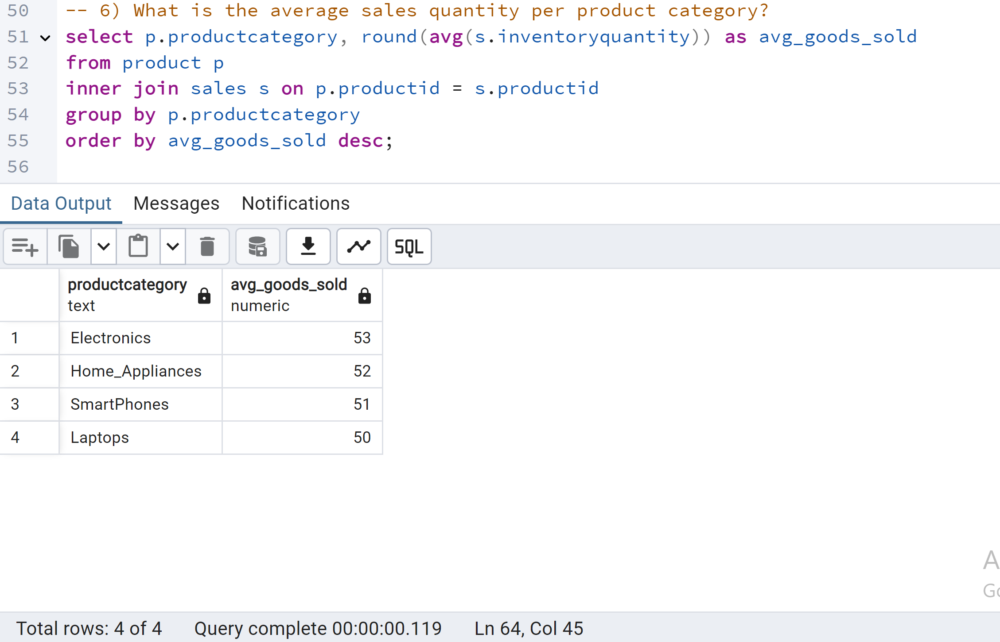 50 -- 6) What is the average sales quantity per product category?
51 select p.productcategory, round(avg(s.inventoryquantity)) as avg_goods_sold
52 from product p
53 inner join sales s on p.productid = s.productid
54 group by p.productcategory
55 order by avg_goods_sold desc;
56
Data Output Messages Notifications
SQL
productcategory avg_goods_sold
text numeric
1 Electronics 53
2 Home_Appliances 52
3 SmartPhones 51
4 Laptops 50
Total rows: 4 of 4 Query complete 00:00:00.119 Ln 64, Col 45